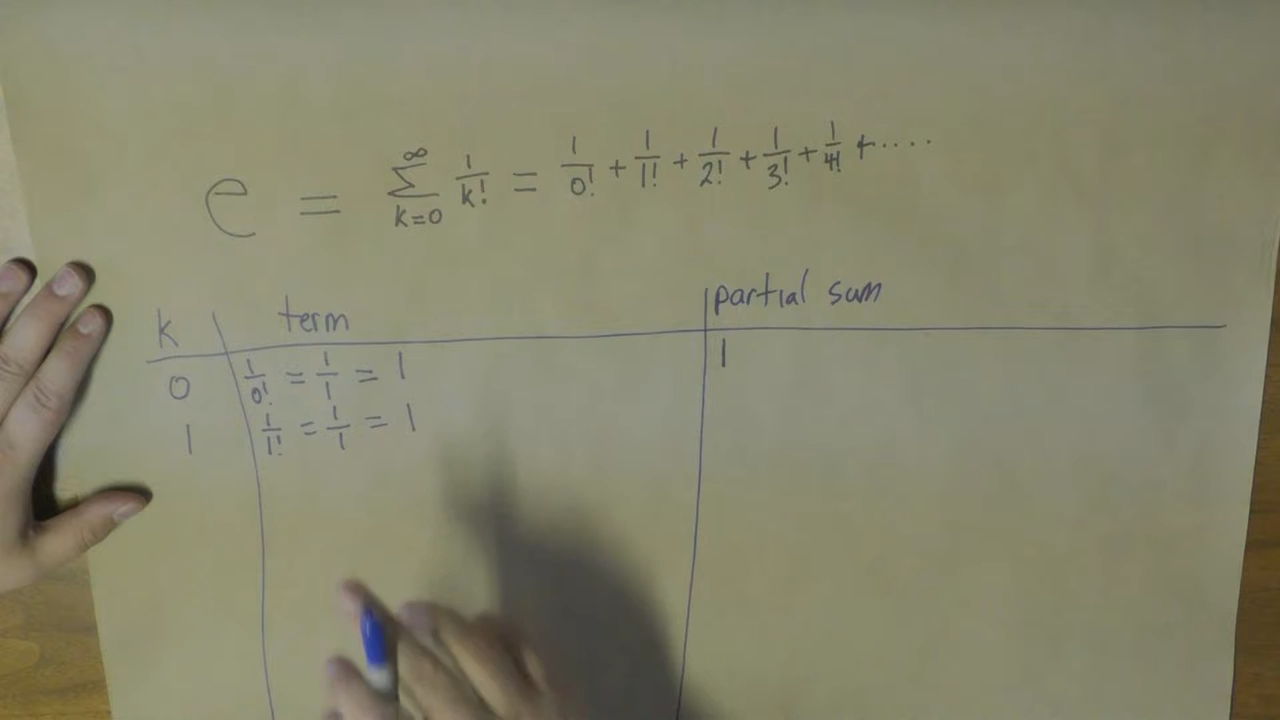 e = ∞ ∑ k=0 1/k! = 1/0! + 1/1! + 1/2! + 1/3! + 1/4! + ....
k term partial sum
0 1/0! = 1/1 = 1 1
1 1/1! = 1/1 = 1